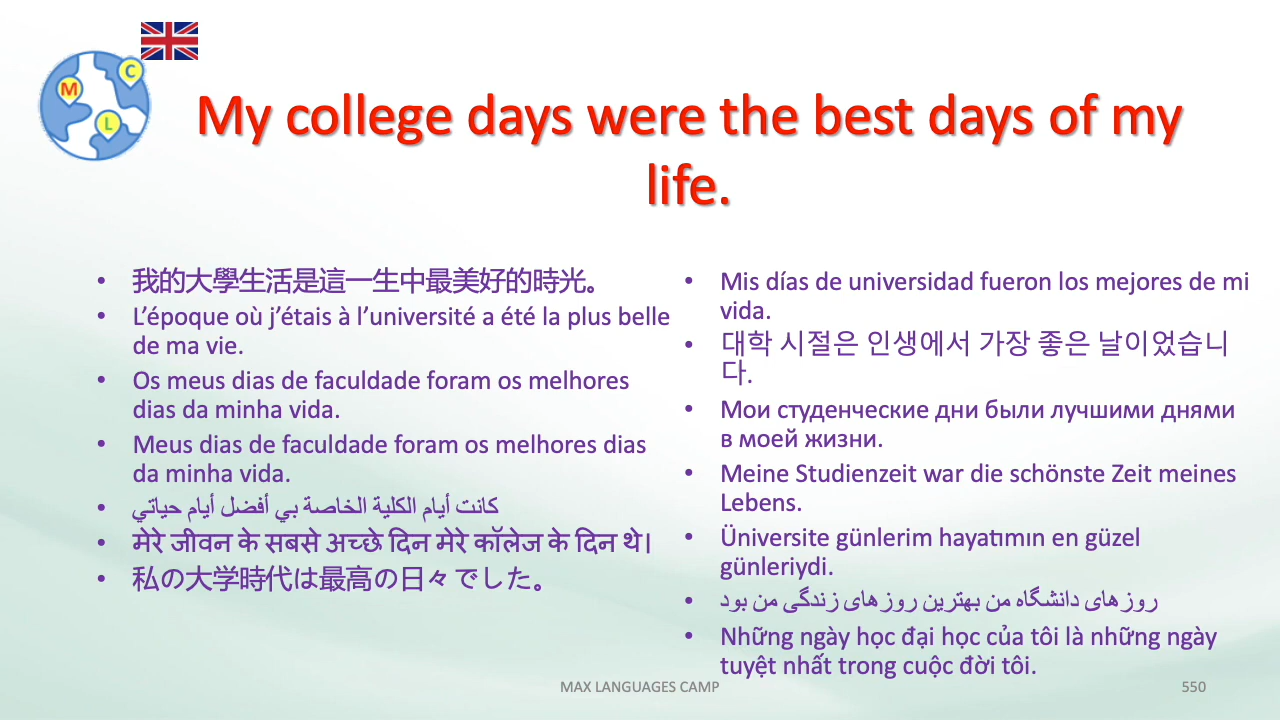 M C L
My college days were the best days of my
life.
• 我的大學生活是這一生中最美好的時光。
• L’époque où j’étais à l’université a été la plus belle
de ma vie.
• Os meus dias de faculdade foram os melhores
dias da minha vida.
• Meus dias de faculdade foram os melhores dias
da minha vida.
• كانت أيام الكلية الخاصة بي أفضل أيام حياتي
• मेरे जीवन के सबसे अच्छे दिन मेरे कॉलेज के दिन थे।
• 私の大学時代は最高の日々でした。
• Mis días de universidad fueron los mejores de mi
vida.
• 대학 시절은 인생에서 가장 좋은 날이었습니
다.
• Мои студенческие дни были лучшими днями
в моей жизни.
• Meine Studienzeit war die schönste Zeit meines
Lebens.
• Üniversite günlerim hayatımın en güzel
günleriydi.
• روزهای دانشگاه من بهترین روزهای زندگی من بود
• Những ngày học đại học của tôi là những ngày
tuyệt nhất trong cuộc đời tôi.
MAX LANGUAGES CAMP
550